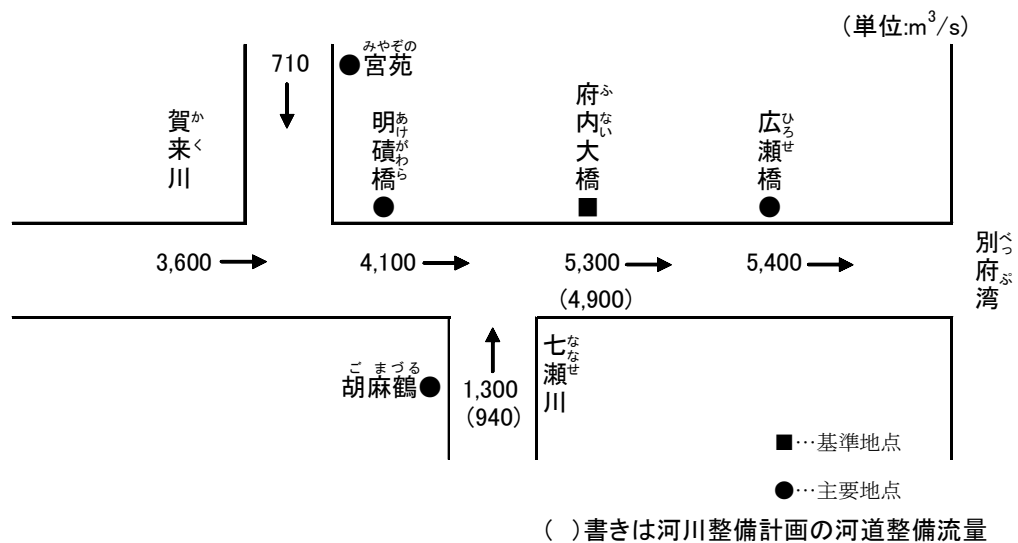 (単位:m³/s)
みやぞの
宮苑
710
かく
賀来川
あけがわら
明磧橋
ふない
府内大橋
ひろせ
広瀬橋
3,600
4,100
5,300
(4,900)
5,400
べっぷ
別府湾
ごまづる
胡麻鶴
1,300
(940)
ななせ
七瀬川
■…基準地点
●…主要地点
( )書きは河川整備計画の河道整備流量